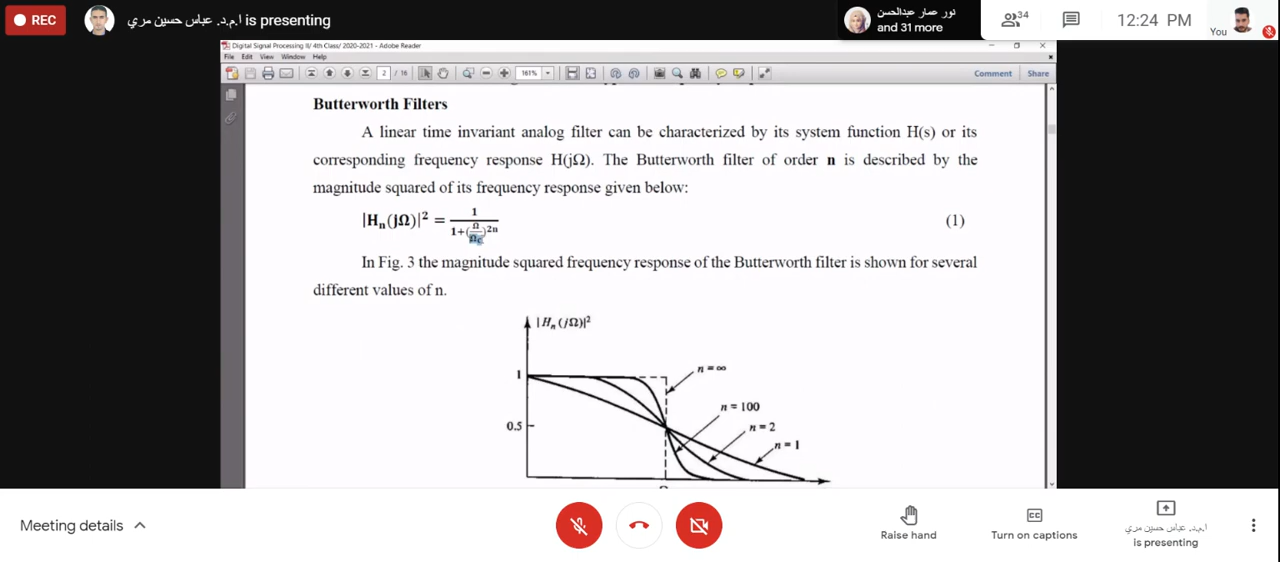 REC
ا.م.د. عباس حسين مري is presenting
نور عمار عبدالحسن
and 31 more
34
12:24 PM
You
Digital Signal Processing II/ 4th Class/ 2020-2021 - Adobe Reader
File Edit View Window Help
2 / 16
161%
Comment Share
Butterworth Filters
A linear time invariant analog filter can be characterized by its system function H(s) or its
corresponding frequency response H(jΩ). The Butterworth filter of order n is described by the
magnitude squared of its frequency response given below:
|Hn(jΩ)|² = 1 / (1+(Ω/Ωc)^2n) (1)
In Fig. 3 the magnitude squared frequency response of the Butterworth filter is shown for several
different values of n.
|Hn(jΩ)|²
1
n = ∞
n = 100
0.5
n = 2
n = 1
Meeting details
Raise hand
CC
Turn on captions
ا.م.د. عباس حسين مري
is presenting